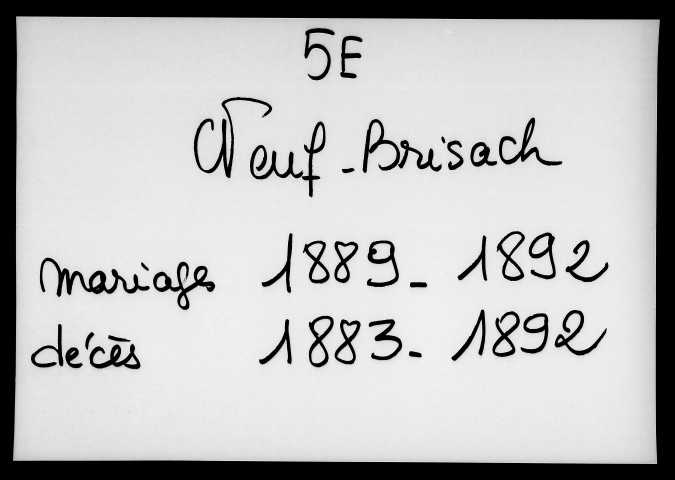 5E
Neuf-Brisach
mariages 1889-1892
décès 1883-1892